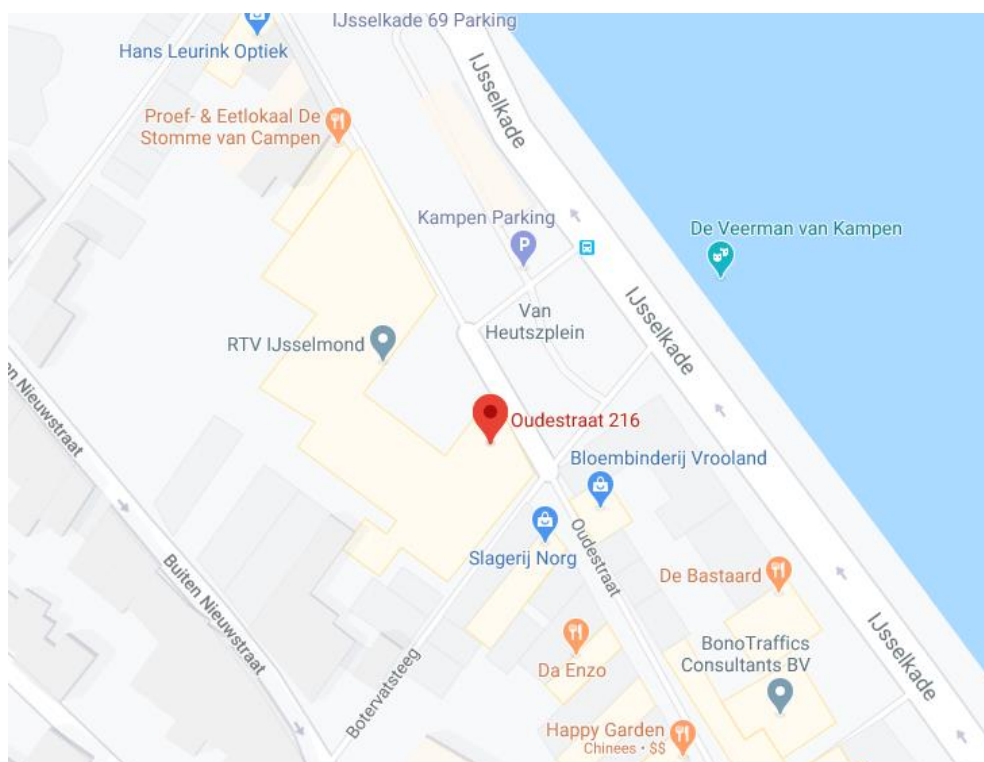 IJsselkade 69 Parking
Hans Leurink Optiek
IJsselkade
Proef- & Eetlokaal De
Stomme van Campen
Kampen Parking
P
De Veerman van Kampen
IJsselkade
Van
Heutszplein
RTV IJsselmond
en Nieuwstraat
Oudestraat 216
Bloembinderij Vrooland
Slagerij Norg
Oudestraat
De Bastaard
Buiten Nieuwstraat
IJsselkade
BonoTraffics
Consultants BV
Da Enzo
Botervatsteeg
Happy Garden
Chinees • $$